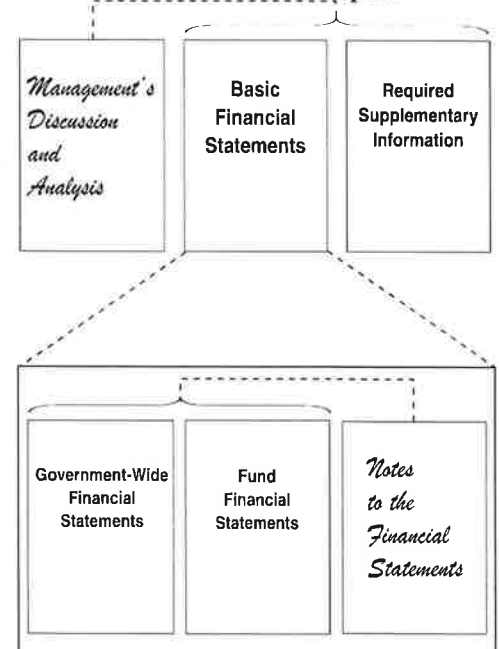 Management's
Discussion
and
Analysis
Basic
Financial
Statements
Required
Supplementary
Information
Government-Wide
Financial
Statements
Fund
Financial
Statements
Notes
to the
Financial
Statements